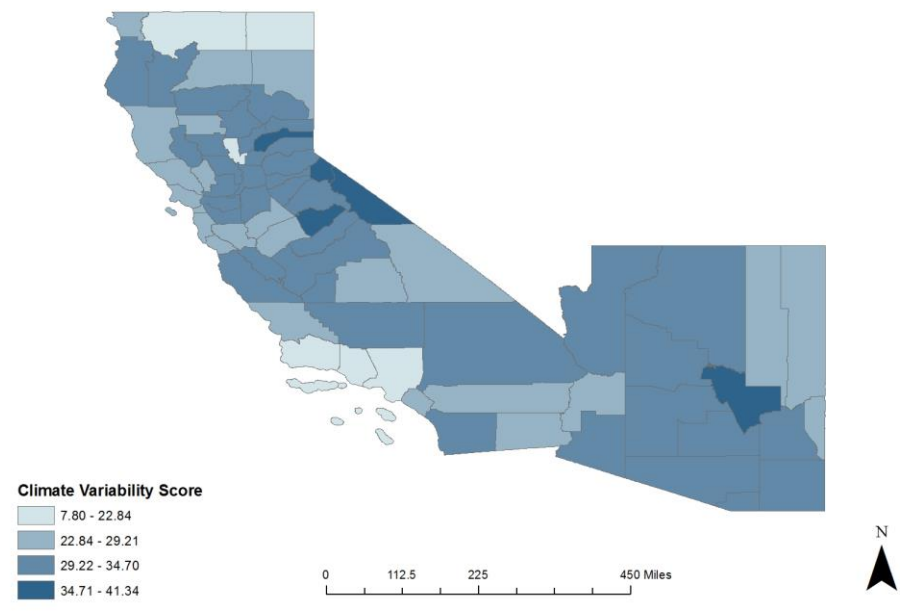 Climate Variability Score
7.80 - 22.84
22.84 - 29.21
29.22 - 34.70
34.71 - 41.34
0 112.5 225 450 Miles
N